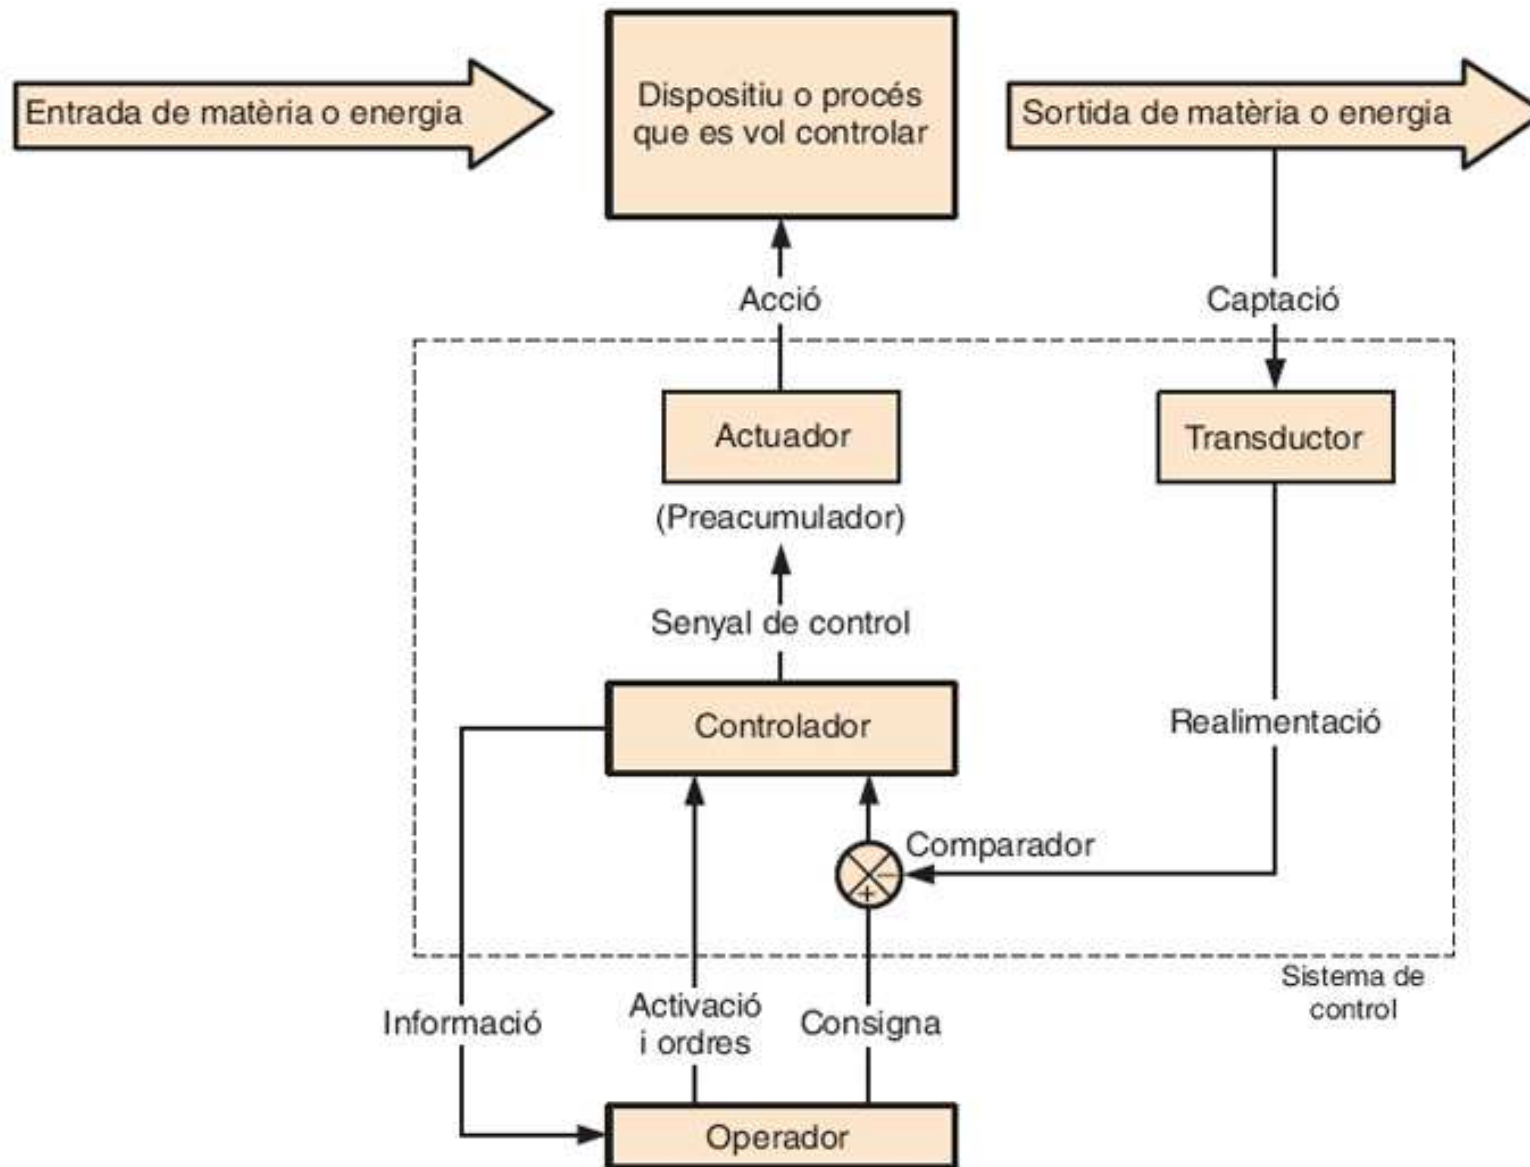 Entrada de matèria o energia
Dispositiu o procés
que es vol controlar
Sortida de matèria o energia
Acció
Captació
Actuador
Transductor
(Preacumulador)
Senyal de control
Controlador
Realimentació
Comparador
−
+
Sistema de
control
Informació
Activació
i ordres
Consigna
Operador